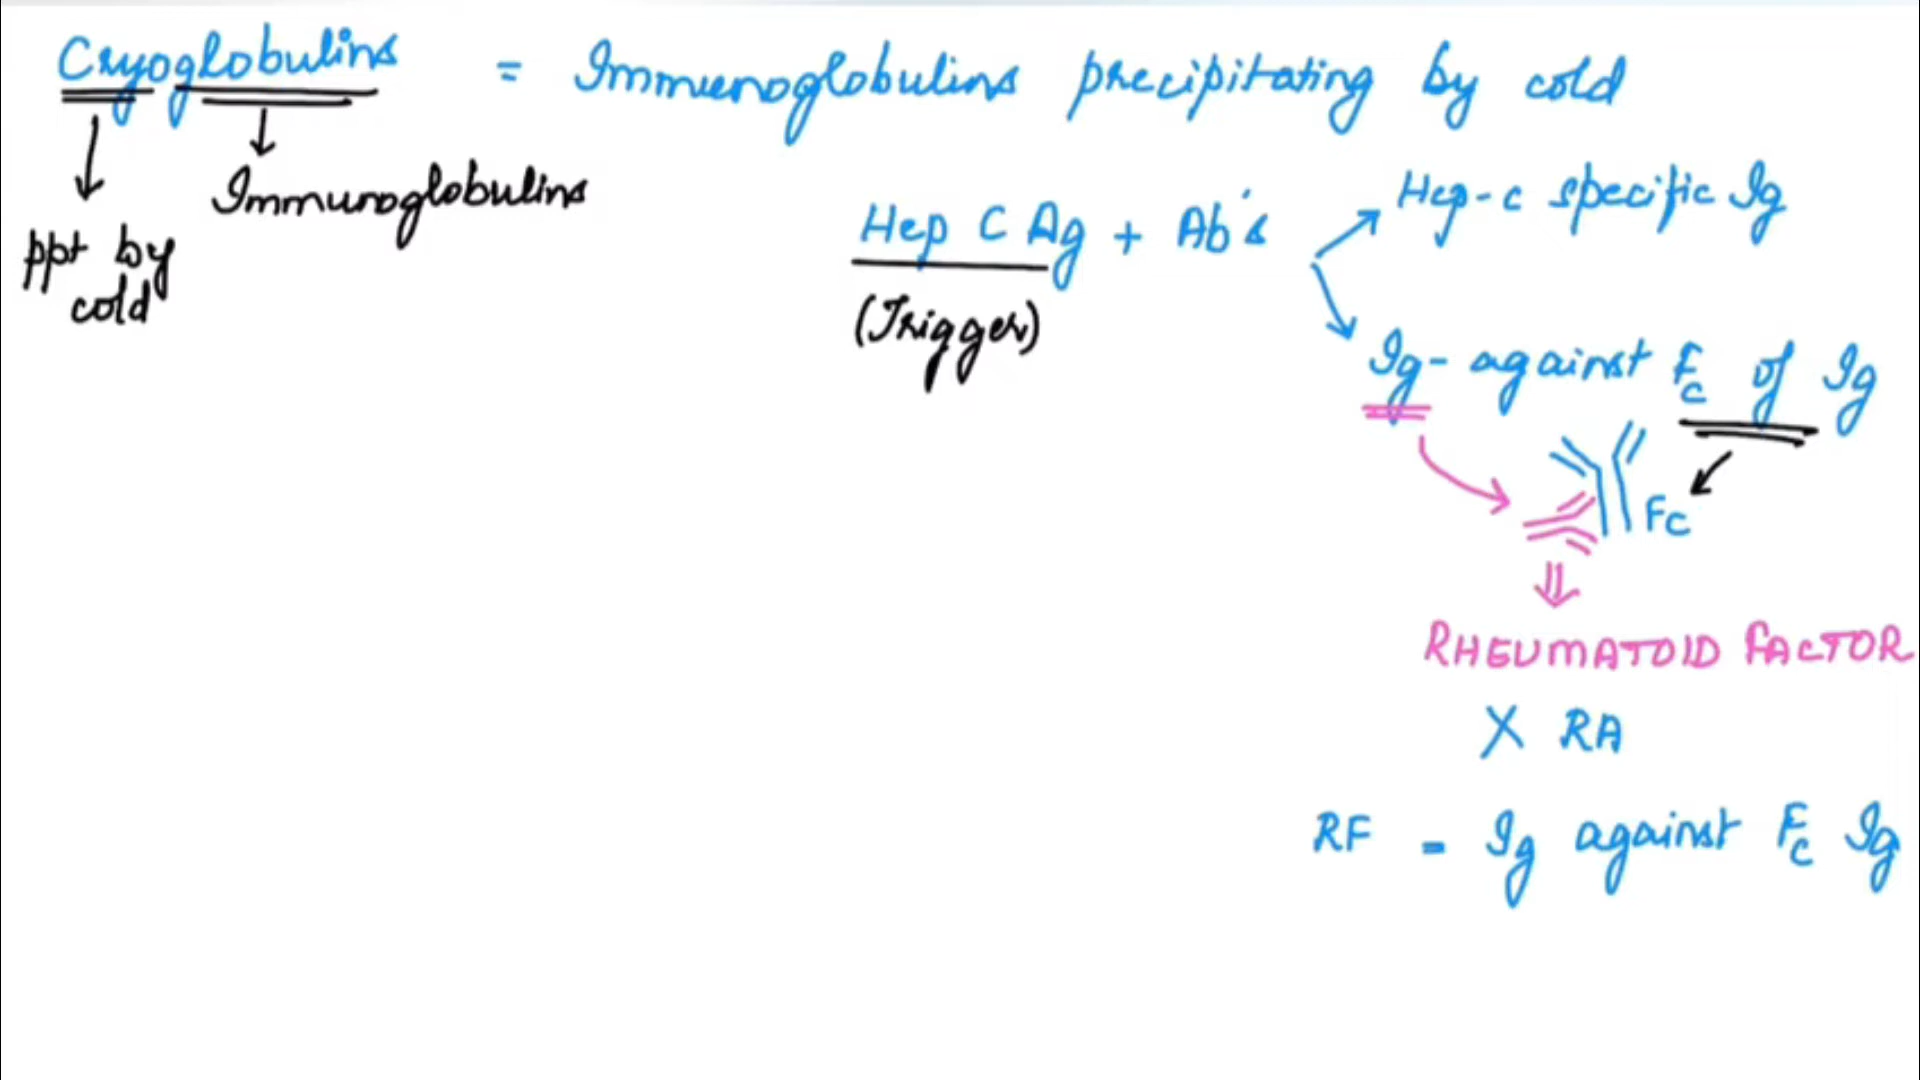 Cryoglobulins = Immunoglobulins precipitating by cold
ppt by
cold
Immunoglobulins
Hep C Ag + Ab's
(Trigger)
Hep-c specific Ig
Ig- against Fc of Ig
Fc
RHEUMATOID FACTOR
X RA
RF = Ig against Fc Ig